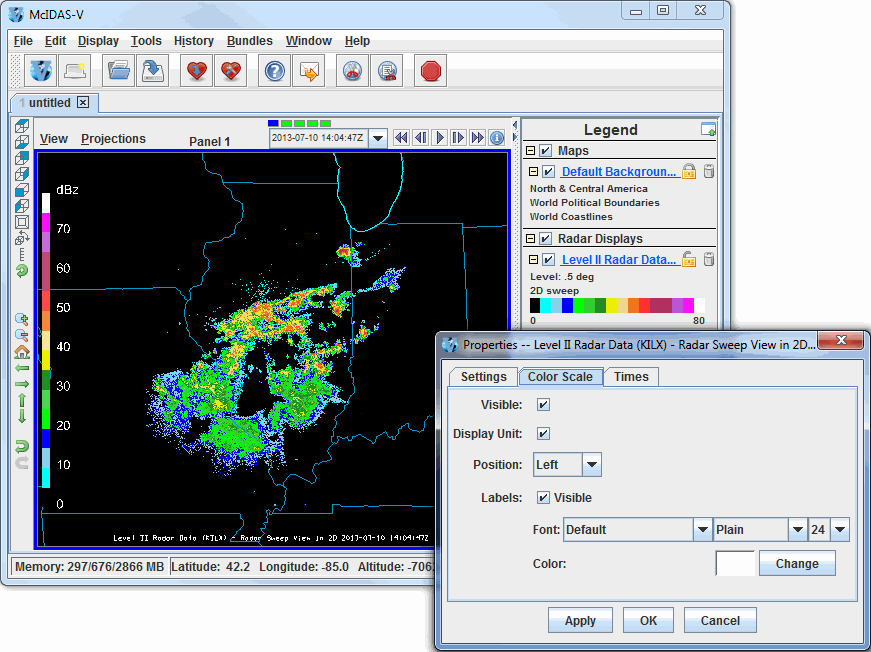 McIDAS-V
File Edit Display Tools History Bundles Window Help
1 untitled
View Projections Panel 1 2013-07-10 14:04:47Z
dBz
70
60
50
40
30
20
10
0
Level II Radar Data (KILX) - Radar Sweep View in 2D 2013-07-10 14:04:47Z
Memory: 297/676/2866 MB Latitude: 42.2 Longitude: -85.0 Altitude: -706
Legend
Maps
Default Backgroun...
North & Central America
World Political Boundaries
World Coastlines
Radar Displays
Level II Radar Data...
Level: .5 deg
2D sweep
0 80
Properties -- Level II Radar Data (KILX) - Radar Sweep View in 2D...
Settings Color Scale Times
Visible:
Display Unit:
Position: Left
Labels: Visible
Font: Default Plain 24
Color: Change
Apply OK Cancel